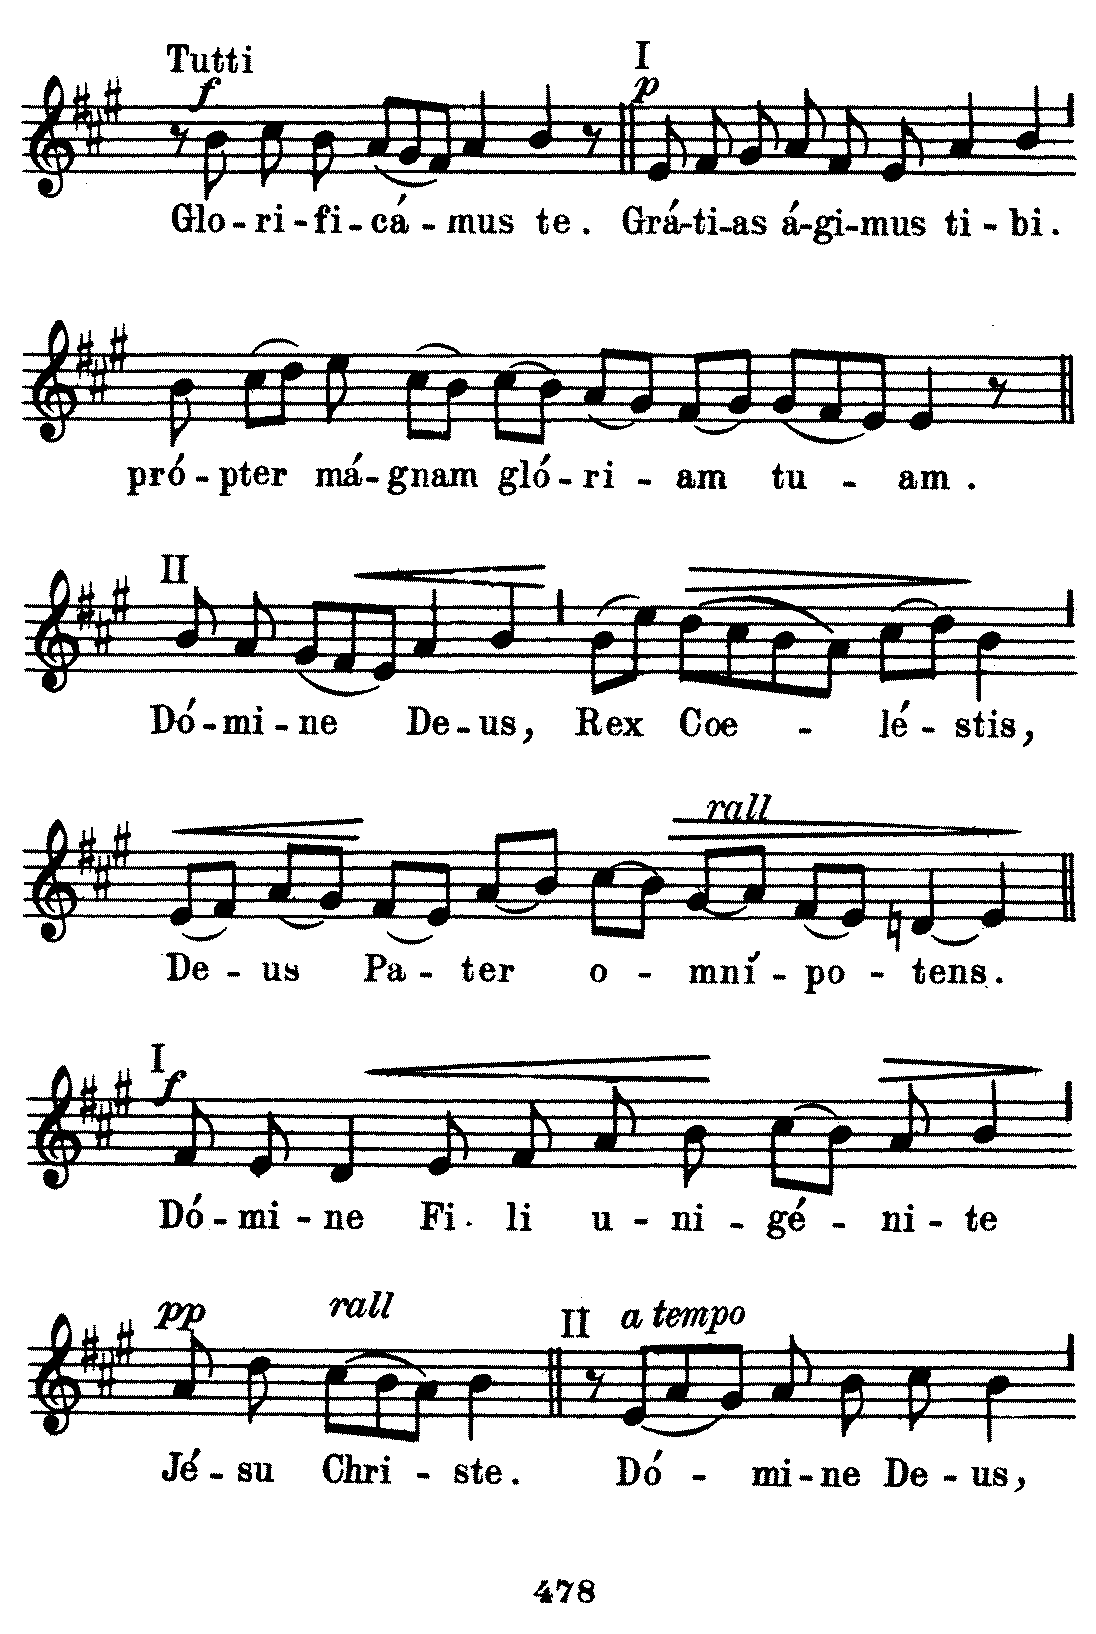 Tutti I
f p
Glo-ri-fi-cá-mus te. Grá-ti-as á-gi-mus ti-bi.
pró-pter má-gnam gló-ri-am tu-am.
II
Dó-mi-ne De-us, Rex Coe-lé-stis,
rall
De-us Pa-ter o-mní-po-tens.
I
f
Dó-mi-ne Fi-li u-ni-gé-ni-te
pp rall II a tempo
Jé-su Chri-ste. Dó-mi-ne De-us,
478